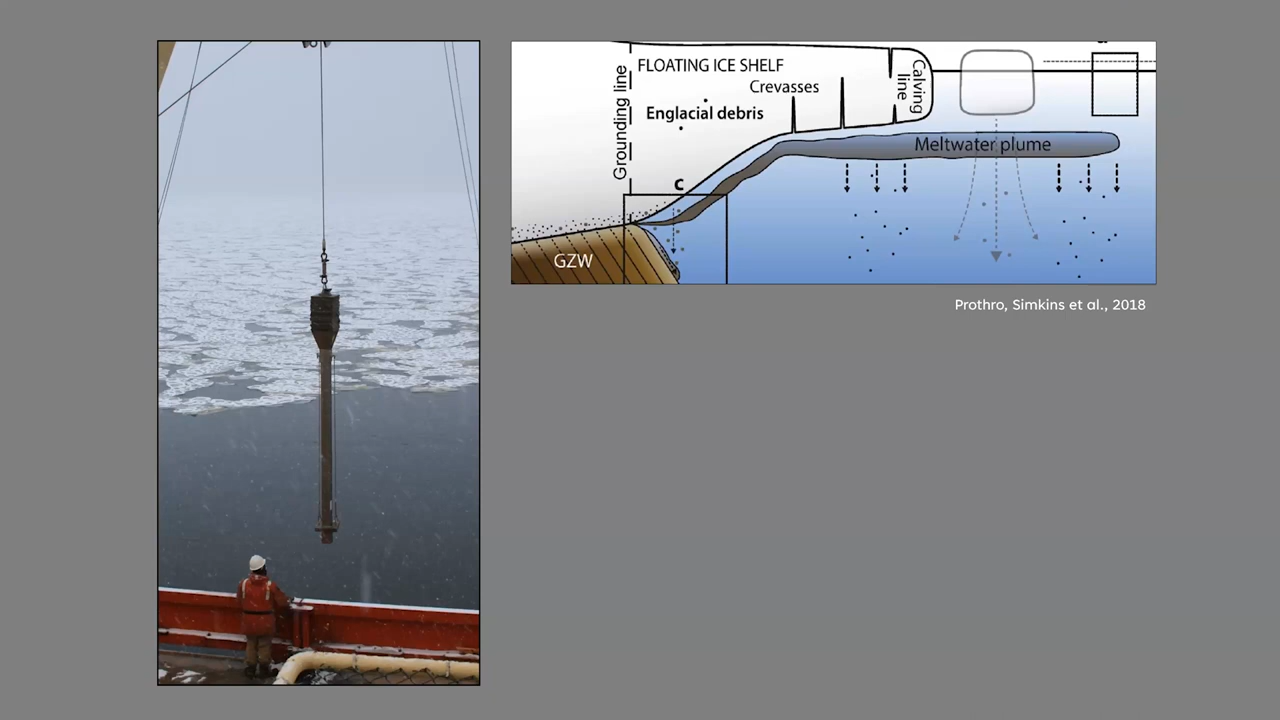 FLOATING ICE SHELF
Crevasses
Englacial debris
Grounding line
Calving
line
Meltwater plume
C
GZW
Prothro, Simkins et al., 2018